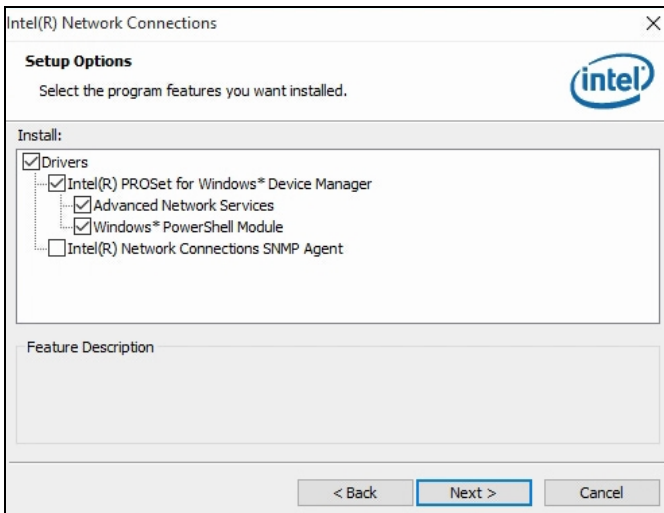 Intel(R) Network Connections
Setup Options
Select the program features you want installed.
intel
Install:
Drivers
Intel(R) PROSet for Windows* Device Manager
Advanced Network Services
Windows* PowerShell Module
Intel(R) Network Connections SNMP Agent
Feature Description
< Back Next > Cancel